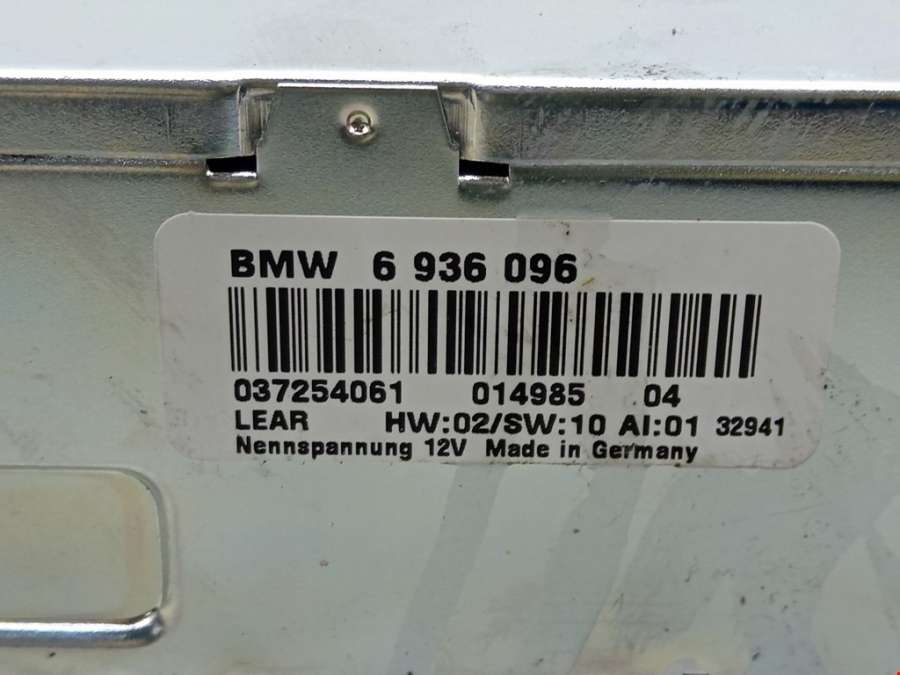 BMW 6 936 096
037254061 014985 04
LEAR HW:02/SW:10 AI:01 32941
Nennspannung 12V Made in Germany